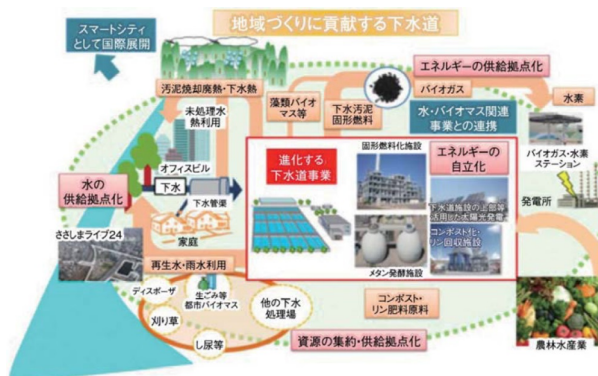 地域づくりに貢献する下水道
スマートシティ
として国際展開
エネルギーの供給拠点化
汚泥焼却廃熱・下水熱
藻類バイオ
マス等
下水汚泥
固形燃料
バイオガス
水・バイオマス関連
事業との連携
水素
未処理水
熱利用
バイオガス・水素
ステーション
進化する
下水道事業
固形燃料化施設
エネルギーの
自立化
オフィスビル
水の
供給拠点化
下水
下水管渠
下水道施設の上部等を
活用した太陽光発電
発電所
家庭
ささしまライブ24
コンポスト化・
リン回収施設
メタン発酵施設
再生水・雨水利用
ディスポーザ
生ごみ等
都市バイオマス
他の下水
処理場
刈り草
し尿等
コンポスト・
リン肥料原料
農林水産業
資源の集約・供給拠点化